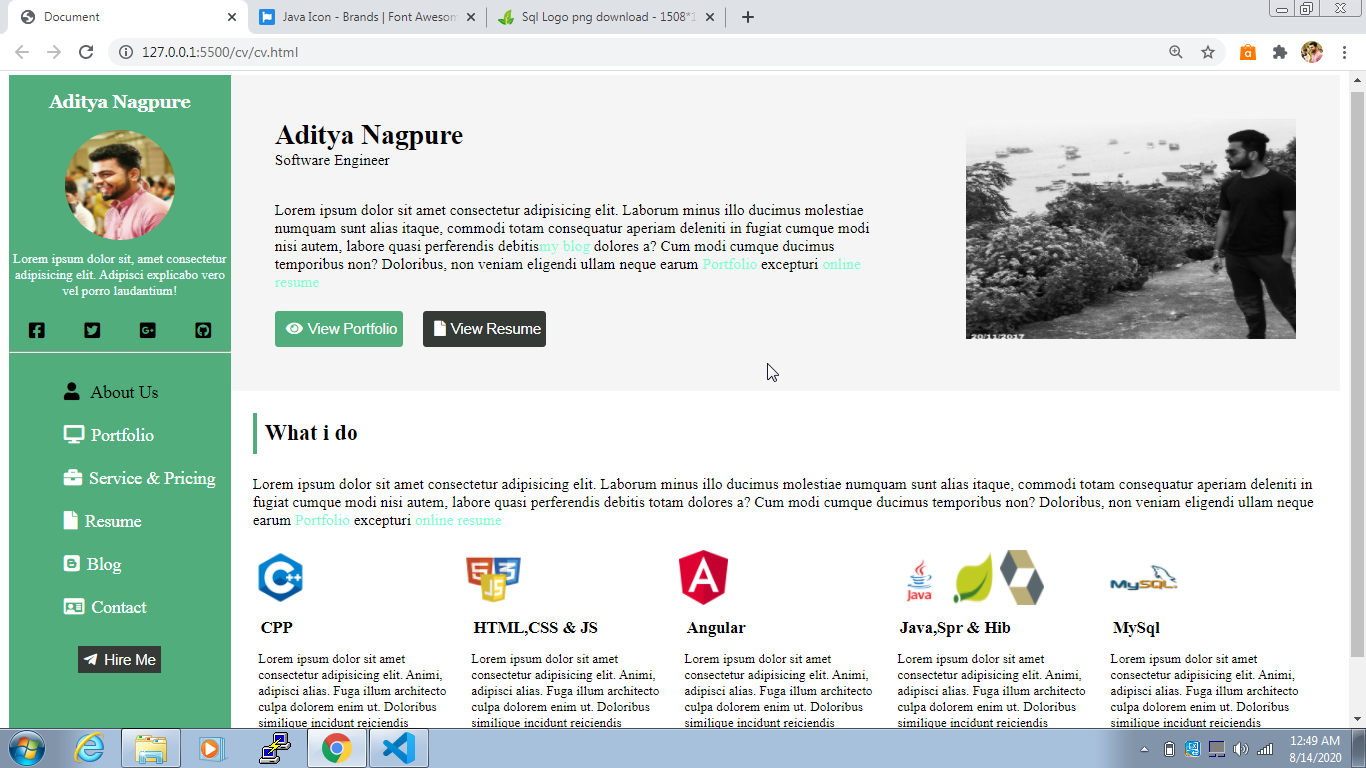 Document
Java Icon - Brands | Font Awesom
Sql Logo png download - 1508*1
127.0.0.1:5500/cv/cv.html
Aditya Nagpure
Lorem ipsum dolor sit, amet consectetur
adipisicing elit. Adipisci explicabo vero
vel porro laudantium!
About Us
Portfolio
Service & Pricing
Resume
Blog
Contact
Hire Me
Aditya Nagpure
Software Engineer
Lorem ipsum dolor sit amet consectetur adipisicing elit. Laborum minus illo ducimus molestiae
numquam sunt alias itaque, commodi totam consequatur aperiam deleniti in fugiat cumque modi
nisi autem, labore quasi perferendis debitismy blog dolores a? Cum modi cumque ducimus
temporibus non? Doloribus, non veniam eligendi ullam neque earum Portfolio excepturi online
resume
View Portfolio
View Resume
20/11/2017
What i do
Lorem ipsum dolor sit amet consectetur adipisicing elit. Laborum minus illo ducimus molestiae numquam sunt alias itaque, commodi totam consequatur aperiam deleniti in
fugiat cumque modi nisi autem, labore quasi perferendis debitis totam dolores a? Cum modi cumque ducimus temporibus non? Doloribus, non veniam eligendi ullam neque
earum Portfolio excepturi online resume
C++
CPP
Lorem ipsum dolor sit amet
consectetur adipisicing elit. Animi,
adipisci alias. Fuga illum architecto
culpa dolorem enim ut. Doloribus
similique incidunt reiciendis
JS
HTML,CSS & JS
Lorem ipsum dolor sit amet
consectetur adipisicing elit. Animi,
adipisci alias. Fuga illum architecto
culpa dolorem enim ut. Doloribus
similique incidunt reiciendis
A
Angular
Lorem ipsum dolor sit amet
consectetur adipisicing elit. Animi,
adipisci alias. Fuga illum architecto
culpa dolorem enim ut. Doloribus
similique incidunt reiciendis
Java
Java,Spr & Hib
Lorem ipsum dolor sit amet
consectetur adipisicing elit. Animi,
adipisci alias. Fuga illum architecto
culpa dolorem enim ut. Doloribus
similique incidunt reiciendis
MySQL
MySql
Lorem ipsum dolor sit amet
consectetur adipisicing elit. Animi,
adipisci alias. Fuga illum architecto
culpa dolorem enim ut. Doloribus
similique incidunt reiciendis
12:49 AM
8/14/2020